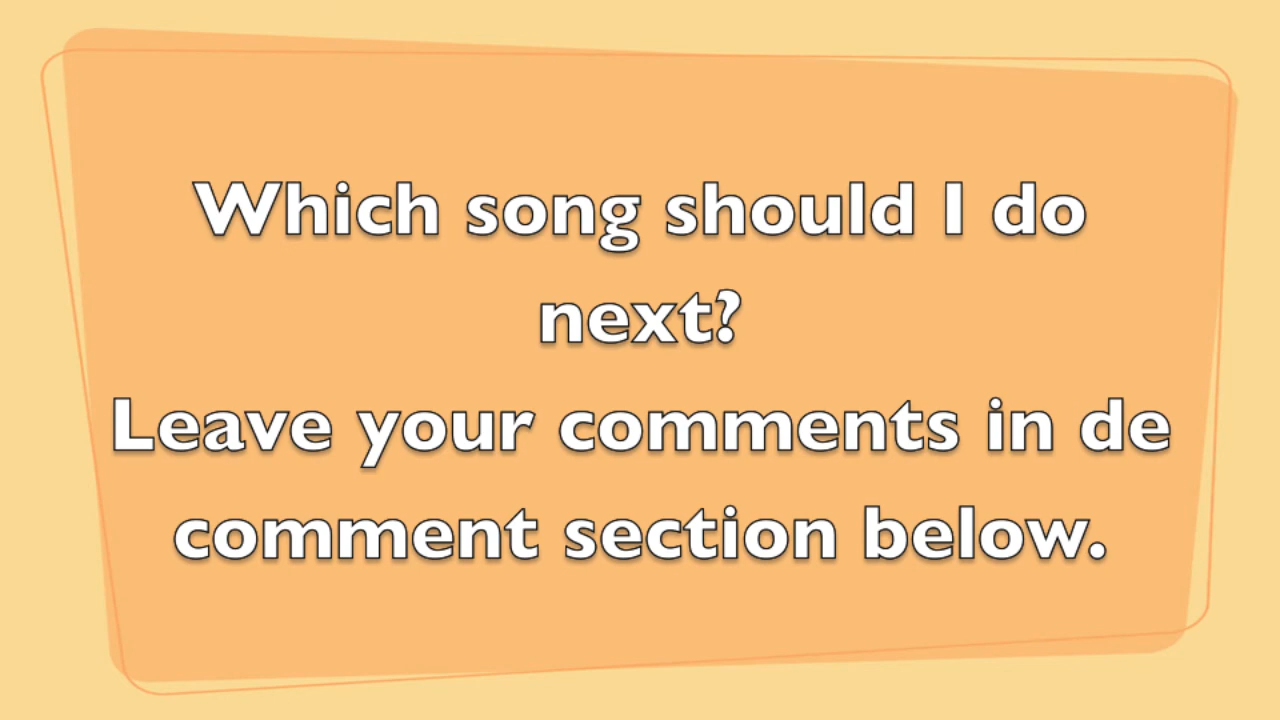 Which song should I do
next?
Leave your comments in de
comment section below.